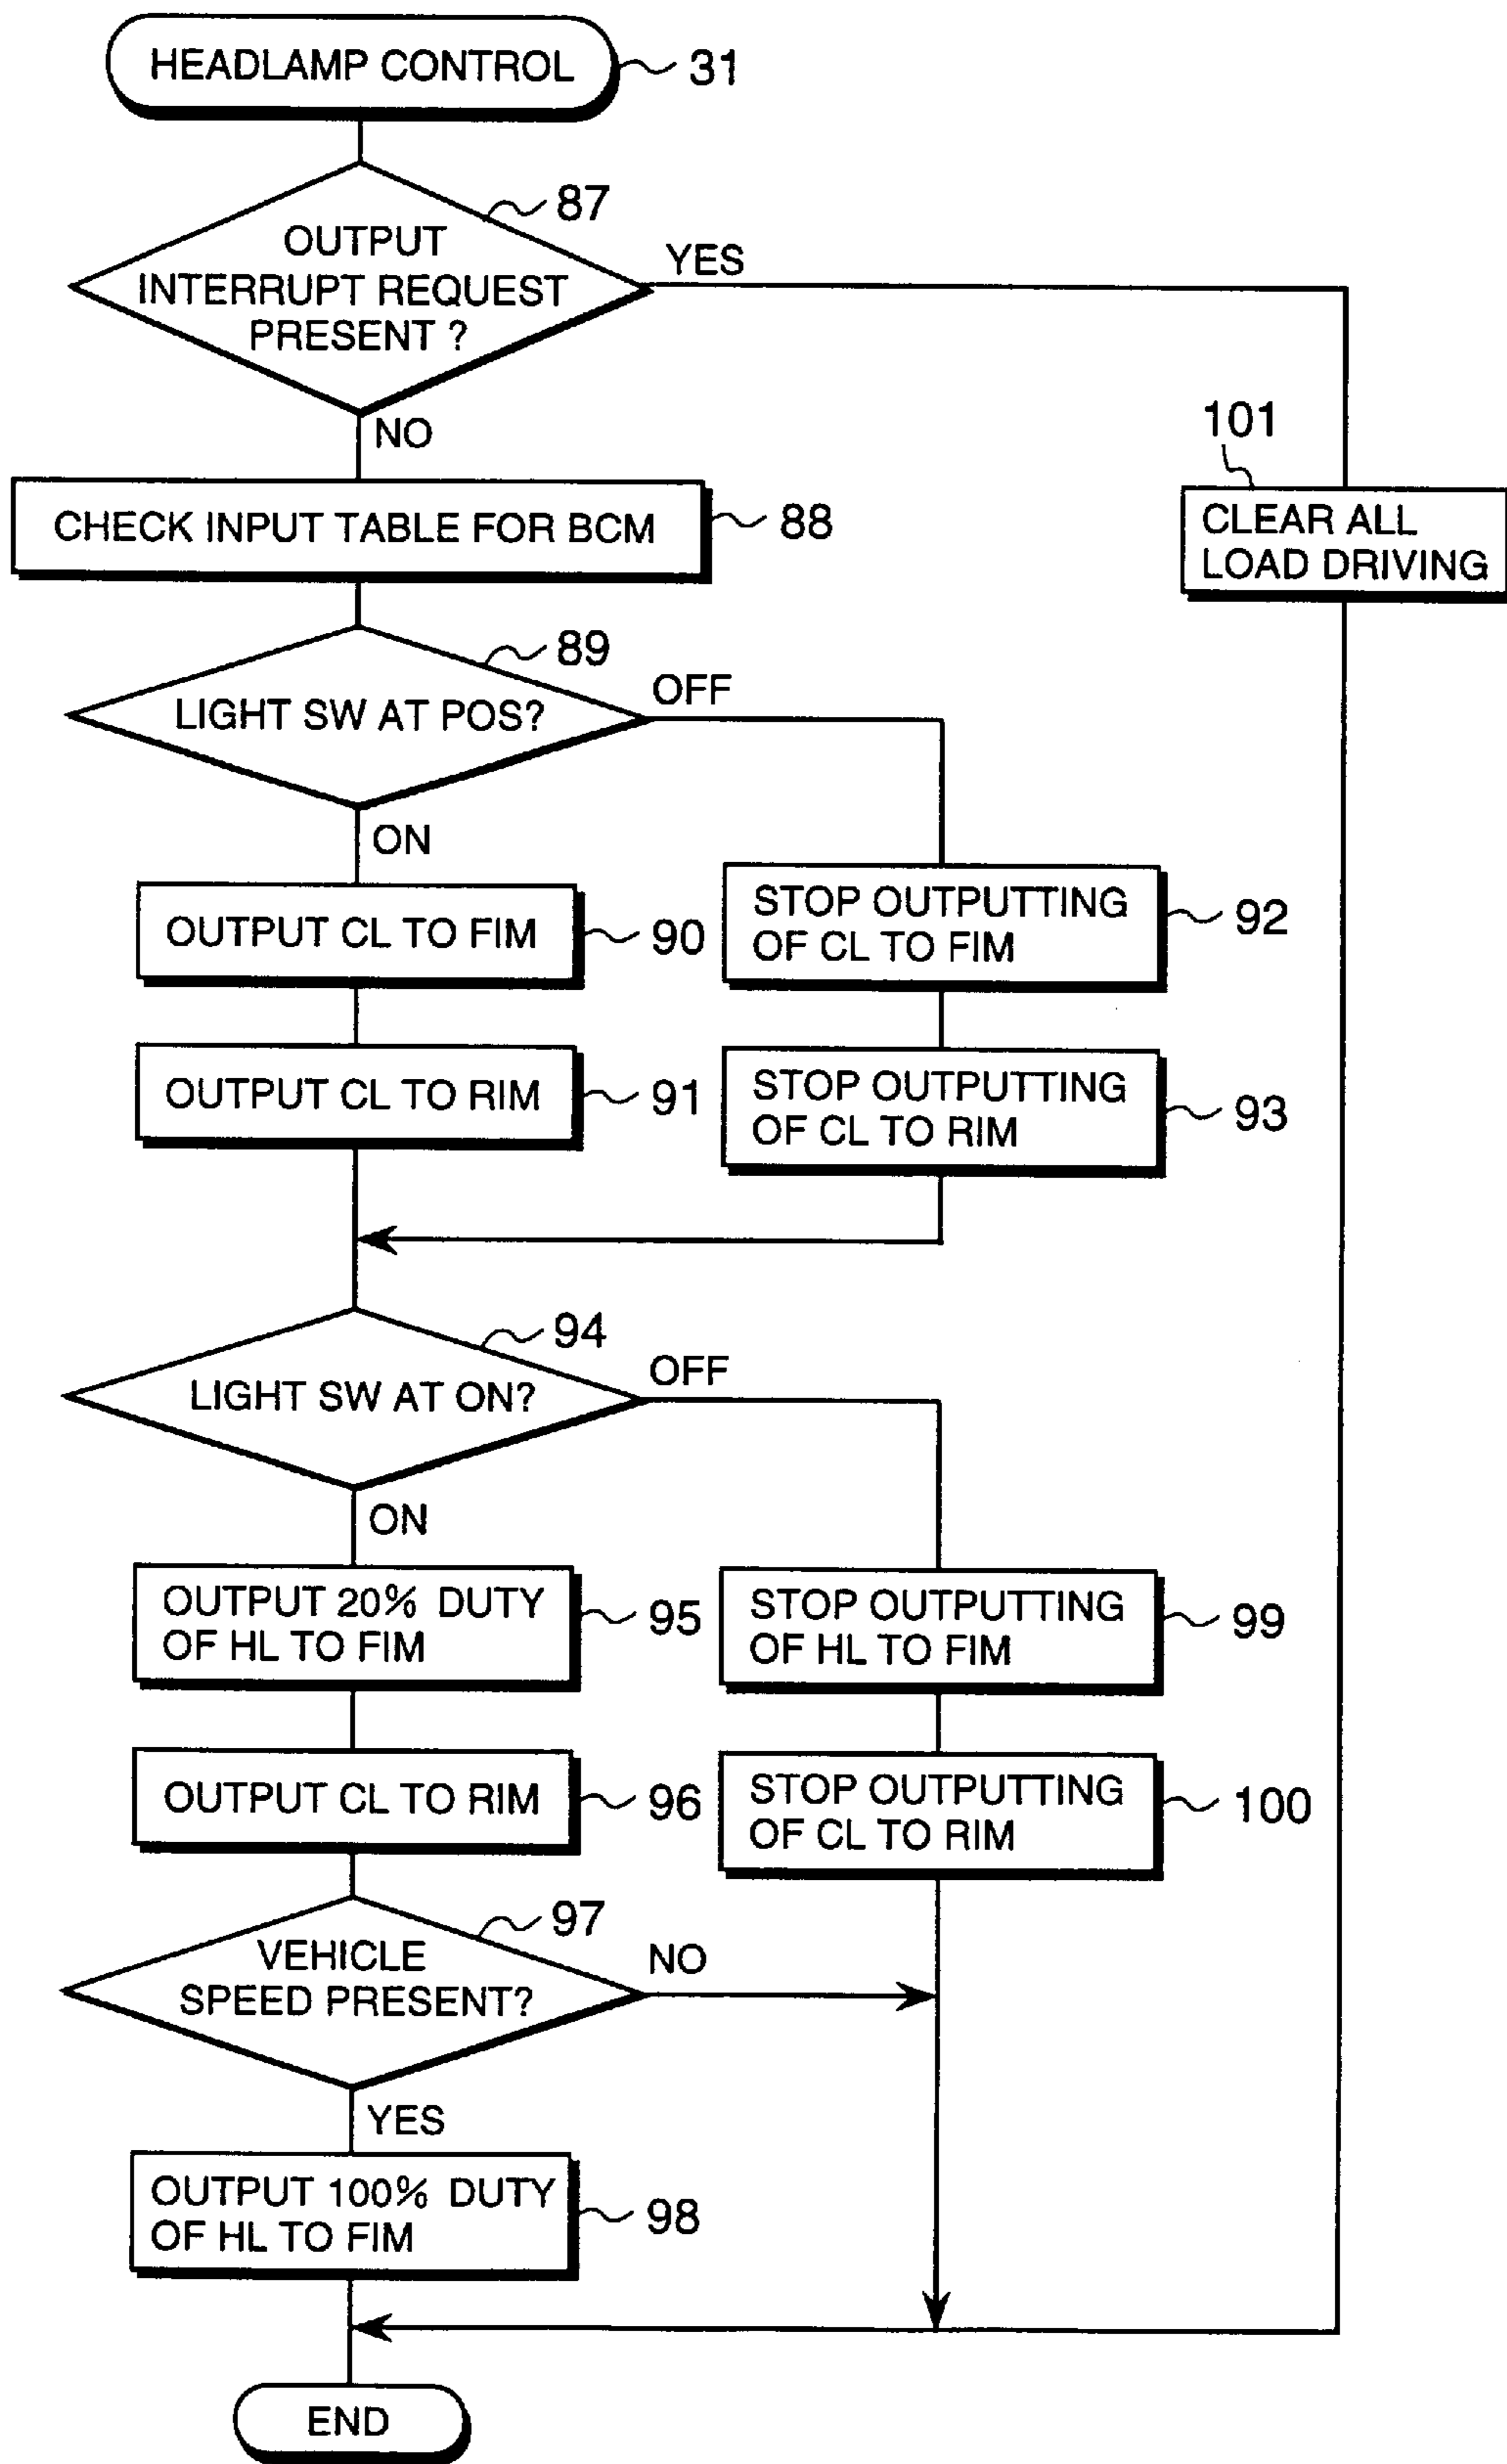 HEADLAMP CONTROL
31
87
OUTPUT
INTERRUPT REQUEST
PRESENT ?
YES
NO
101
CLEAR ALL
LOAD DRIVING
CHECK INPUT TABLE FOR BCM
88
89
LIGHT SW AT POS?
OFF
ON
OUTPUT CL TO FIM
90
STOP OUTPUTTING
OF CL TO FIM
92
OUTPUT CL TO RIM
91
STOP OUTPUTTING
OF CL TO RIM
93
94
LIGHT SW AT ON?
OFF
ON
OUTPUT 20% DUTY
OF HL TO FIM
95
STOP OUTPUTTING
OF HL TO FIM
99
OUTPUT CL TO RIM
96
STOP OUTPUTTING
OF CL TO RIM
100
97
VEHICLE
SPEED PRESENT?
NO
YES
OUTPUT 100% DUTY
OF HL TO FIM
98
END